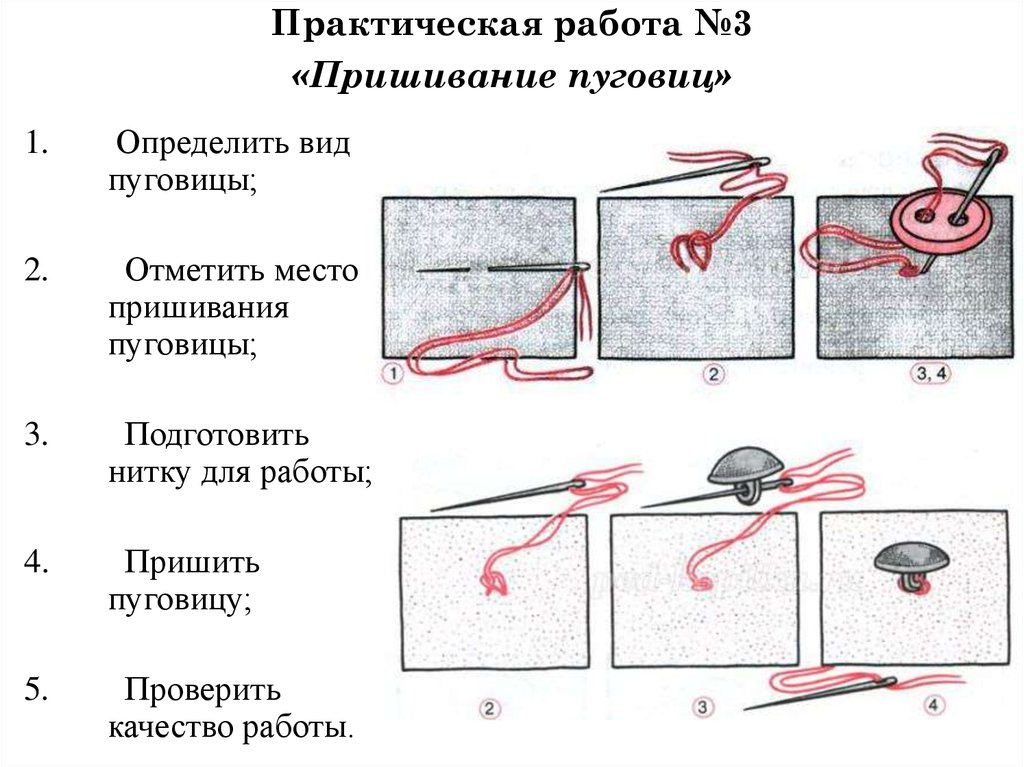 Практическая работа №3
«Пришивание пуговиц»
1. Определить вид
пуговицы;
2. Отметить место
пришивания
пуговицы;
3. Подготовить
нитку для работы;
4. Пришить
пуговицу;
5. Проверить
качество работы.
1
2
3, 4
2
3
4